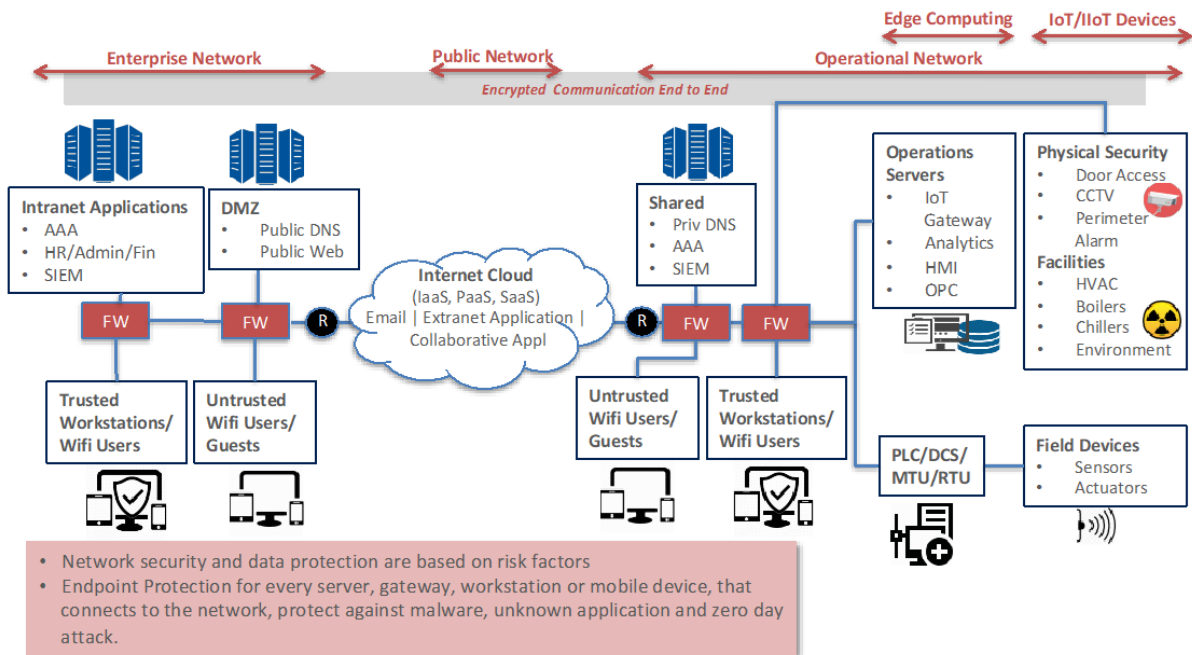 Edge Computing
IoT/IIoT Devices
Enterprise Network
Public Network
Operational Network
Encrypted Communication End to End
Intranet Applications
• AAA
• HR/Admin/Fin
• SIEM
DMZ
• Public DNS
• Public Web
Internet Cloud
(IaaS, PaaS, SaaS)
Email | Extranet Application |
Collaborative Appl
Shared
• Priv DNS
• AAA
• SIEM
Operations
Servers
• IoT
Gateway
• Analytics
• HMI
• OPC
Physical Security
• Door Access
• CCTV
• Perimeter
Alarm
Facilities
• HVAC
• Boilers
• Chillers
• Environment
FW
FW
R
R
FW
FW
Trusted
Workstations/
Wifi Users
Untrusted
Wifi Users/
Guests
Untrusted
Wifi Users/
Guests
Trusted
Workstations/
Wifi Users
PLC/DCS/
MTU/RTU
Field Devices
• Sensors
• Actuators
• Network security and data protection are based on risk factors
• Endpoint Protection for every server, gateway, workstation or mobile device, that
connects to the network, protect against malware, unknown application and zero day
attack.